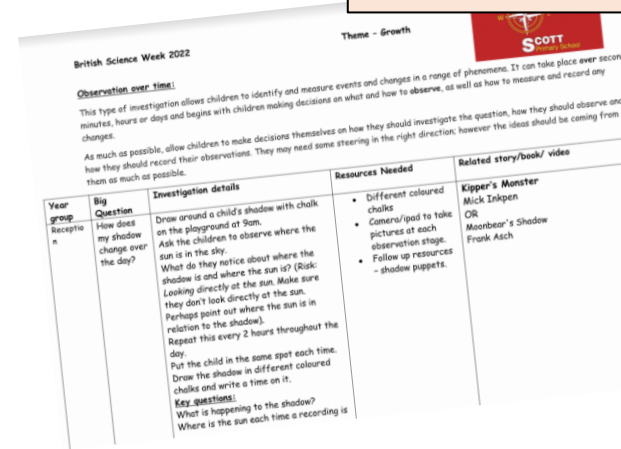 SCOTT
Primary School
British Science Week 2022
Theme - Growth
Observation over time:
This type of investigation allows children to identify and measure events and changes in a range of phenomena. It can take place over secon
minutes, hours or days and begins with children making decisions on what and how to observe, as well as how to measure and record any
changes.
As much as possible, allow children to make decisions themselves on how they should investigate the question, how they should observe and
how they should record their observations. They may need some steering in the right direction; however the ideas should be coming from
them as much as possible.
Year
group
Big
Question
Investigation details
Resources Needed
Related story/book/ video
Receptio
n
How does
my shadow
change over
the day?
Draw around a child's shadow with chalk
on the playground at 9am.
Ask the children to observe where the
sun is in the sky.
What do they notice about where the
shadow is and where the sun is? (Risk:
Looking directly at the sun. Make sure
they don't look directly at the sun.
Perhaps point out where the sun is in
relation to the shadow).
Repeat this every 2 hours throughout the
day.
Put the child in the same spot each time.
Draw the shadow in different coloured
chalks and write a time on it.
Key questions:
What is happening to the shadow?
Where is the sun each time a recording is
• Different coloured
chalks
• Camera/ipad to take
pictures at each
observation stage.
• Follow up resources
- shadow puppets.
Kipper's Monster
Mick Inkpen
OR
Moonbear's Shadow
Frank Asch